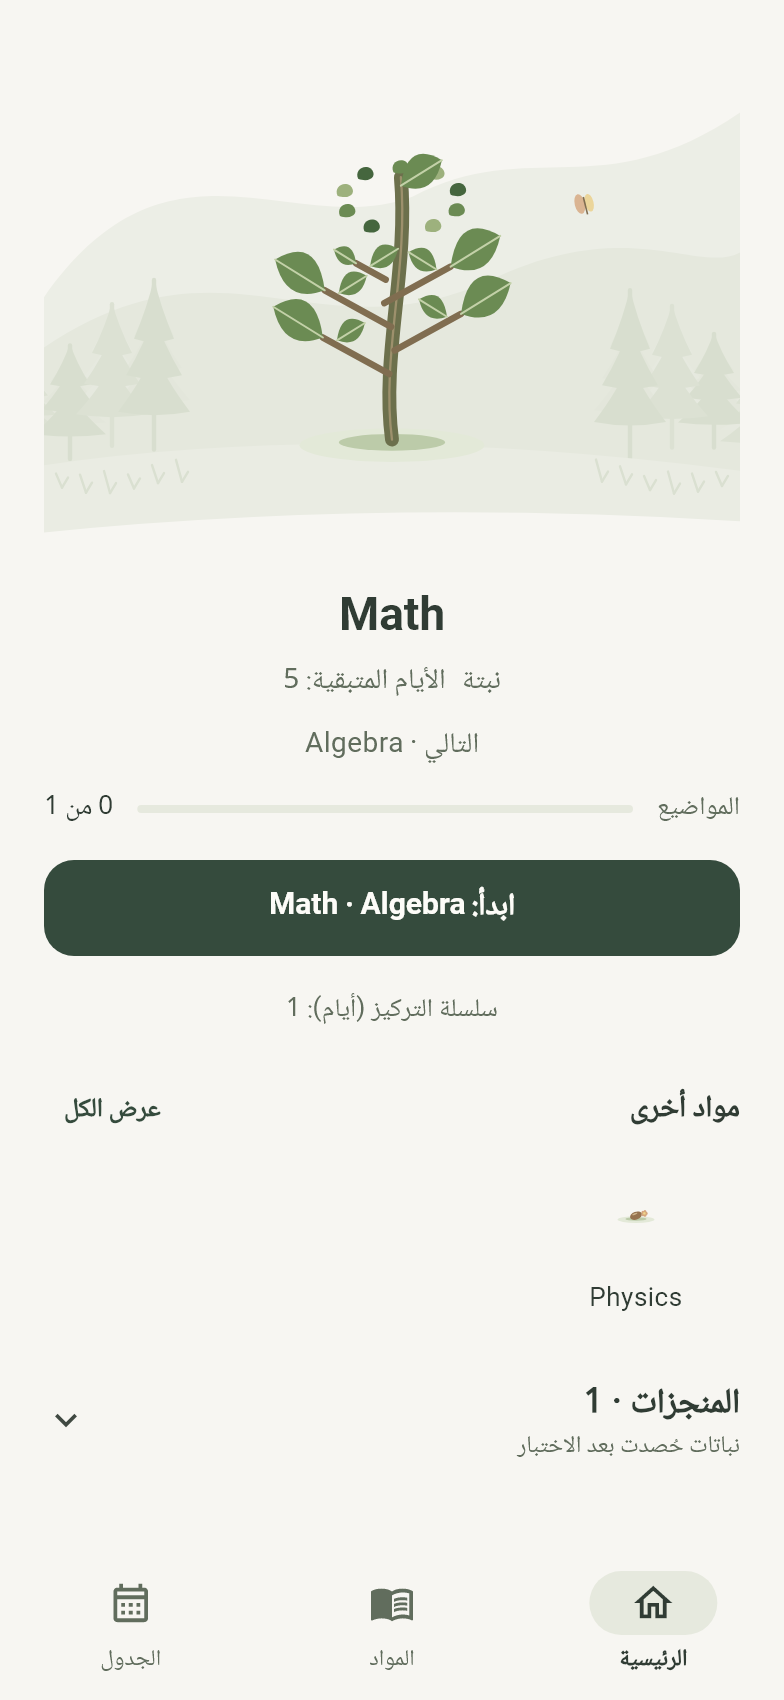 Math
نبتة الأيام المتبقية: 5
التالي · Algebra
المواضيع 0 من 1
ابدأ: Math · Algebra
سلسلة التركيز (أيام): 1
مواد أخرى عرض الكل
Physics
المنجزات · 1
نباتات حُصدت بعد الاختبار
الرئيسية المواد الجدول